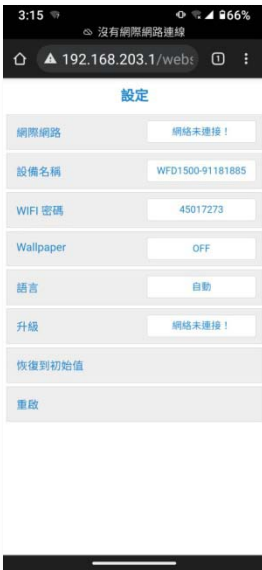 3:15 66%
沒有網際網路連線
192.168.203.1/webs 1
設定
網際網路 網絡未連接！
設備名稱 WFD1500-91181885
WIFI 密碼 45017273
Wallpaper OFF
語言 自動
升級 網絡未連接！
恢復到初始值
重啟